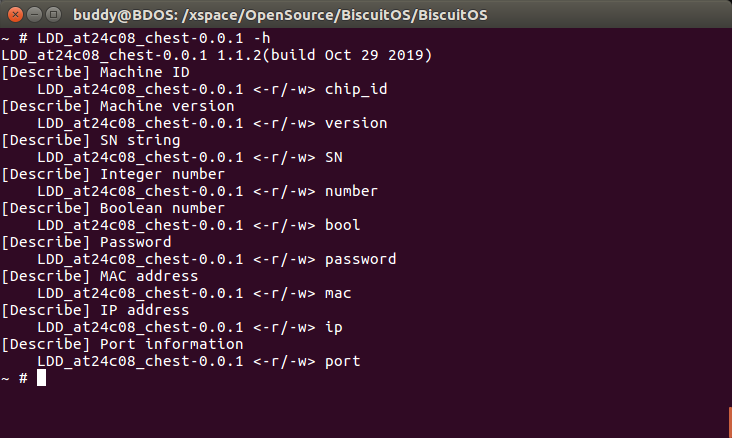 buddy@BDOS: /xspace/OpenSource/BiscuitOS/BiscuitOS
~ # LDD_at24c08_chest-0.0.1 -h
LDD_at24c08_chest-0.0.1 1.1.2(build Oct 29 2019)
[Describe] Machine ID
    LDD_at24c08_chest-0.0.1 <-r/-w> chip_id
[Describe] Machine version
    LDD_at24c08_chest-0.0.1 <-r/-w> version
[Describe] SN string
    LDD_at24c08_chest-0.0.1 <-r/-w> SN
[Describe] Integer number
    LDD_at24c08_chest-0.0.1 <-r/-w> number
[Describe] Boolean number
    LDD_at24c08_chest-0.0.1 <-r/-w> bool
[Describe] Password
    LDD_at24c08_chest-0.0.1 <-r/-w> password
[Describe] MAC address
    LDD_at24c08_chest-0.0.1 <-r/-w> mac
[Describe] IP address
    LDD_at24c08_chest-0.0.1 <-r/-w> ip
[Describe] Port information
    LDD_at24c08_chest-0.0.1 <-r/-w> port
~ #